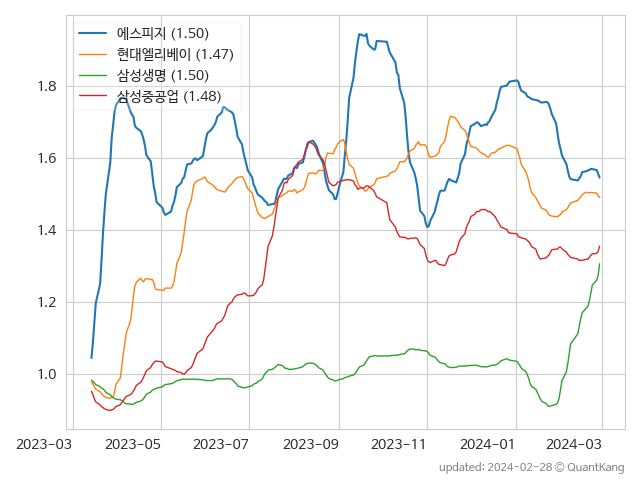 에스피지 (1.50)
현대엘리베이 (1.47)
삼성생명 (1.50)
삼성중공업 (1.48)
1.8
1.6
1.4
1.2
1.0
2023-03 2023-05 2023-07 2023-09 2023-11 2024-01 2024-03
updated: 2024-02-28 © QuantKang